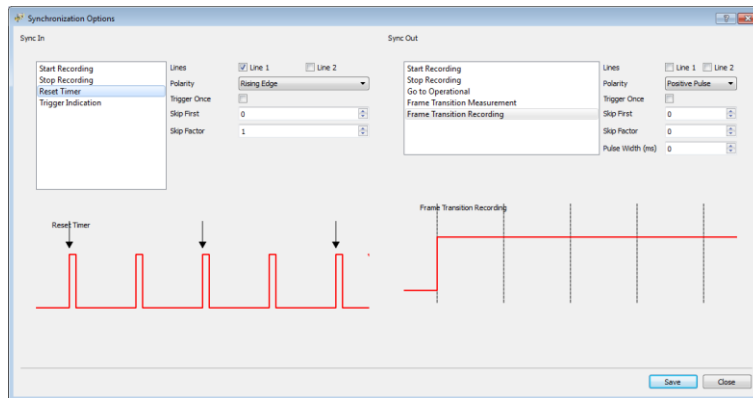 Synchronization Options
Sync In
Start Recording
Stop Recording
Reset Timer
Trigger Indication
Lines
Line 1
Line 2
Polarity
Rising Edge
Trigger Once
Skip First
0
Skip Factor
1
Reset Timer
Sync Out
Start Recording
Stop Recording
Go to Operational
Frame Transition Measurement
Frame Transition Recording
Lines
Line 1
Line 2
Polarity
Positive Pulse
Trigger Once
Skip First
0
Skip Factor
0
Pulse Width (ms)
0
Frame Transition Recording
Save
Close